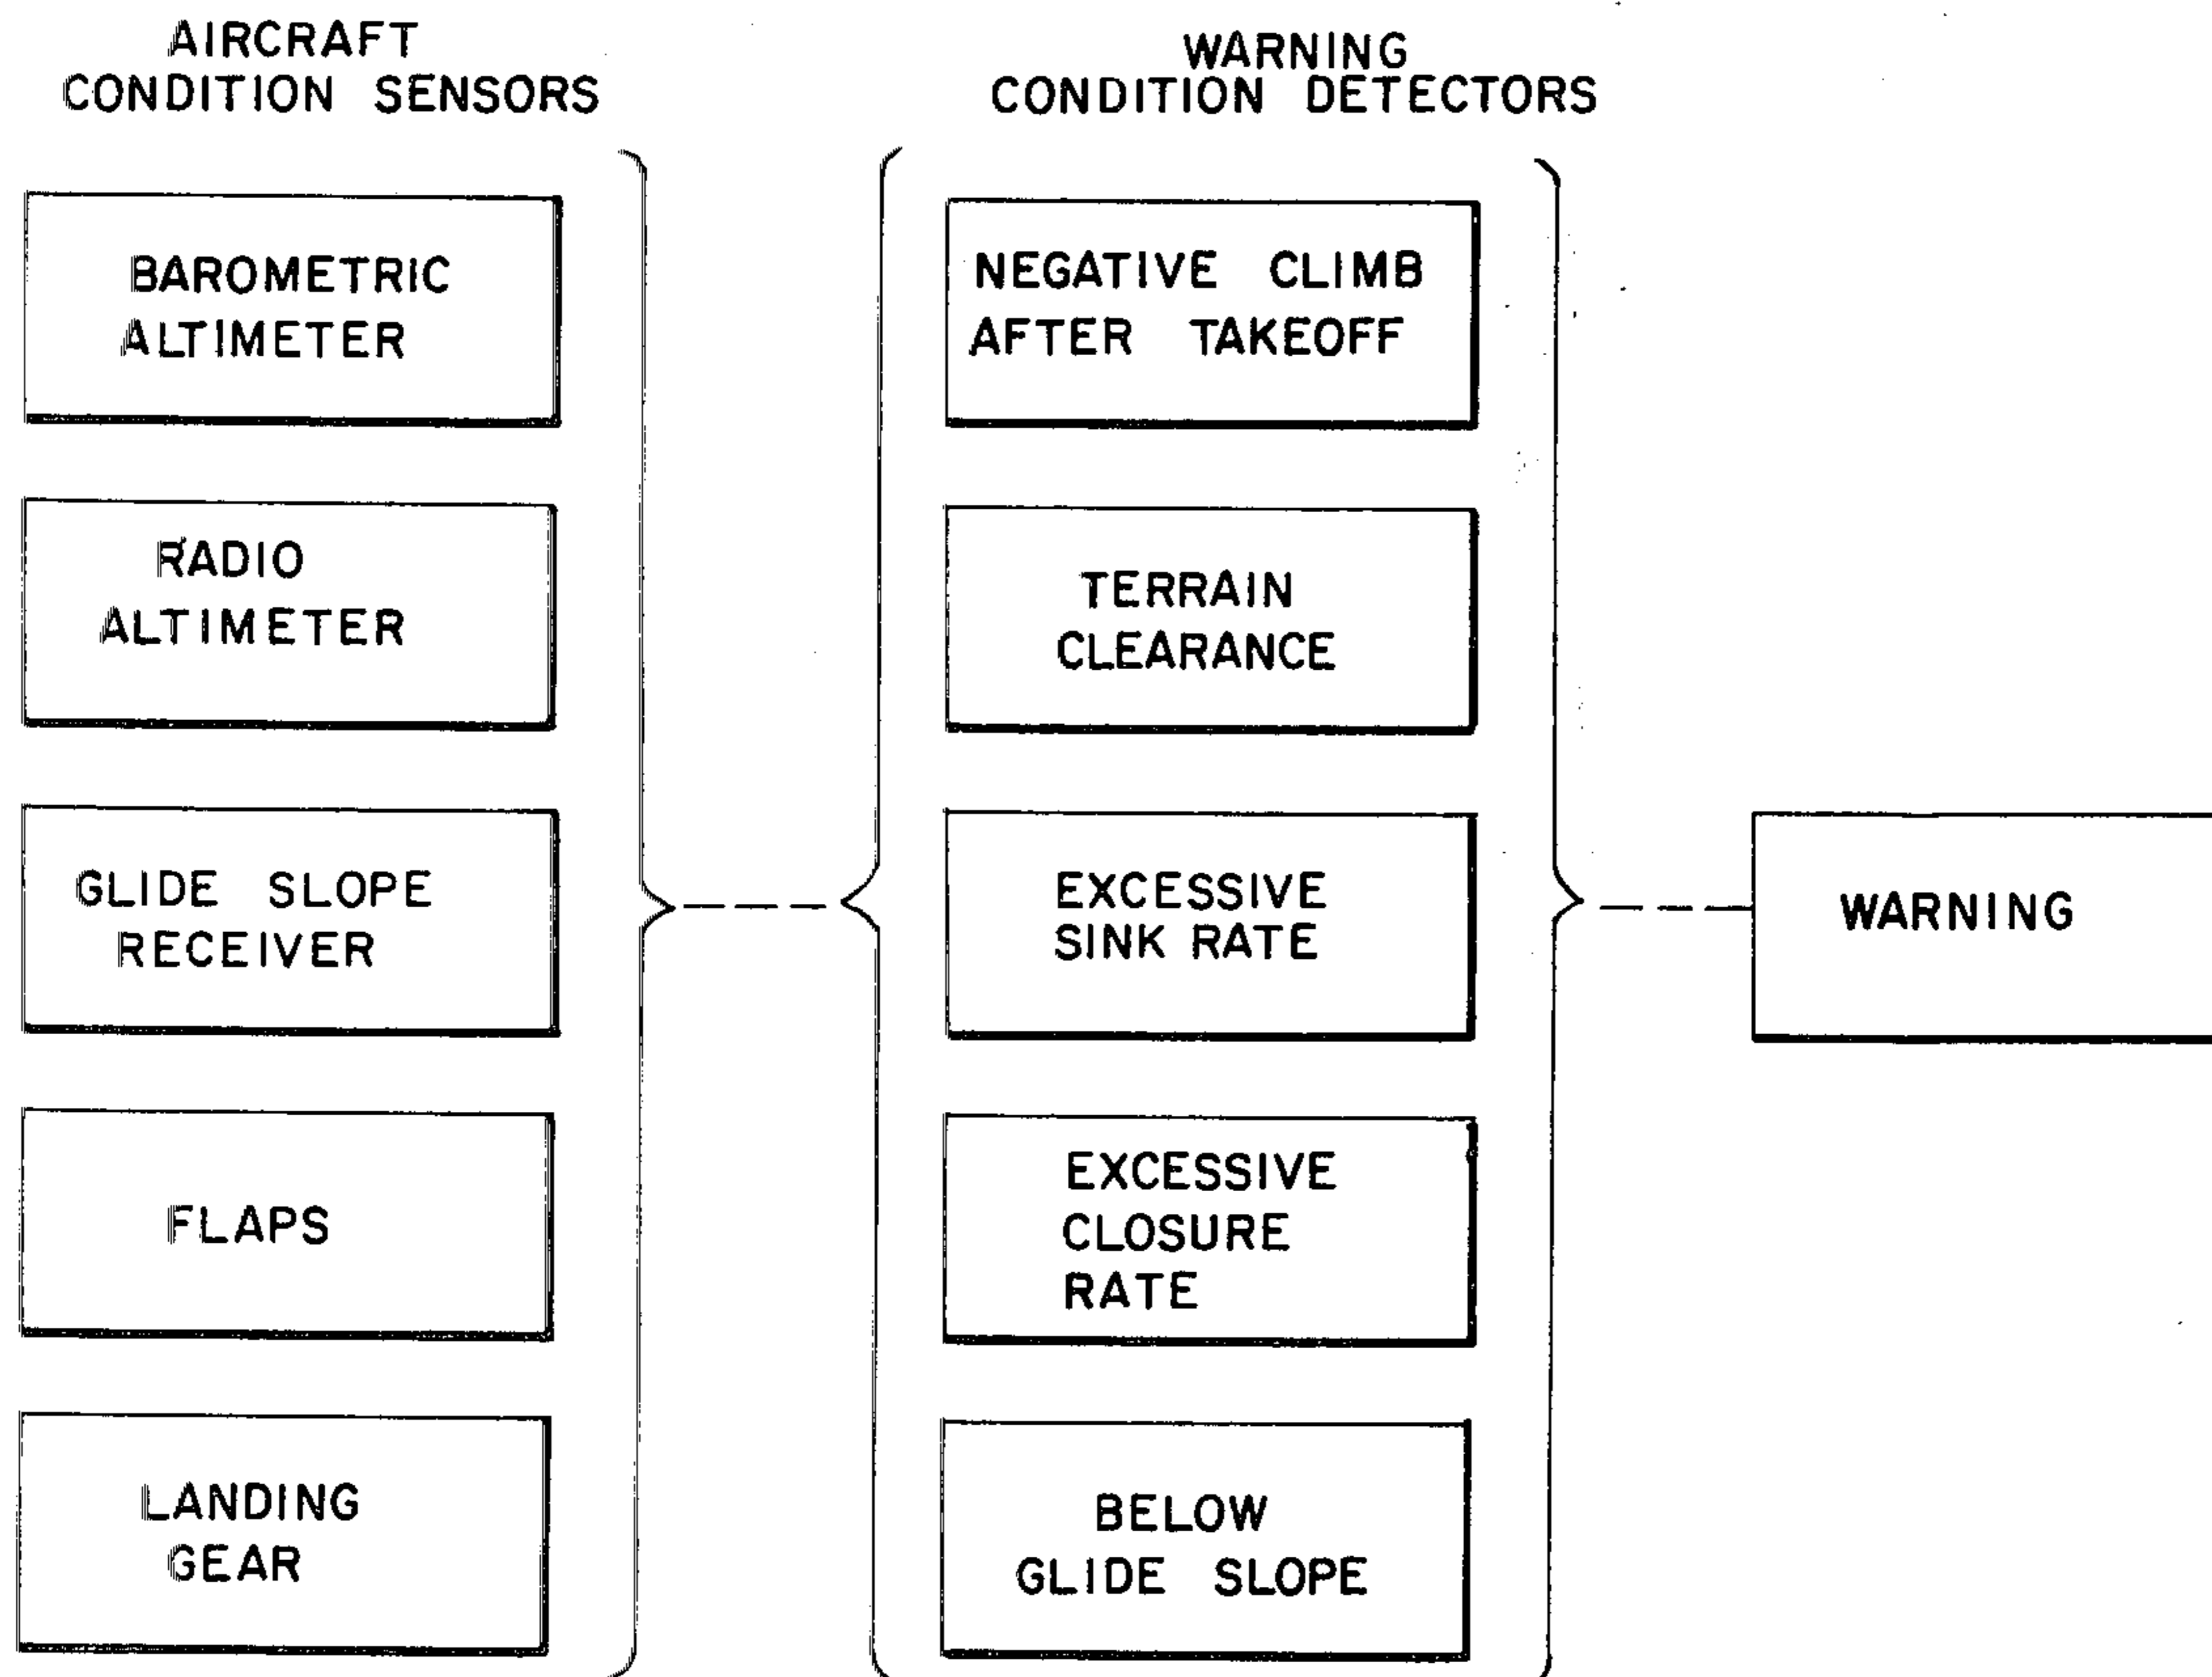 AIRCRAFT
CONDITION SENSORS
BAROMETRIC
ALTIMETER
RADIO
ALTIMETER
GLIDE SLOPE
RECEIVER
FLAPS
LANDING
GEAR
WARNING
CONDITION DETECTORS
NEGATIVE CLIMB
AFTER TAKEOFF
TERRAIN
CLEARANCE
EXCESSIVE
SINK RATE
EXCESSIVE
CLOSURE
RATE
BELOW
GLIDE SLOPE
WARNING